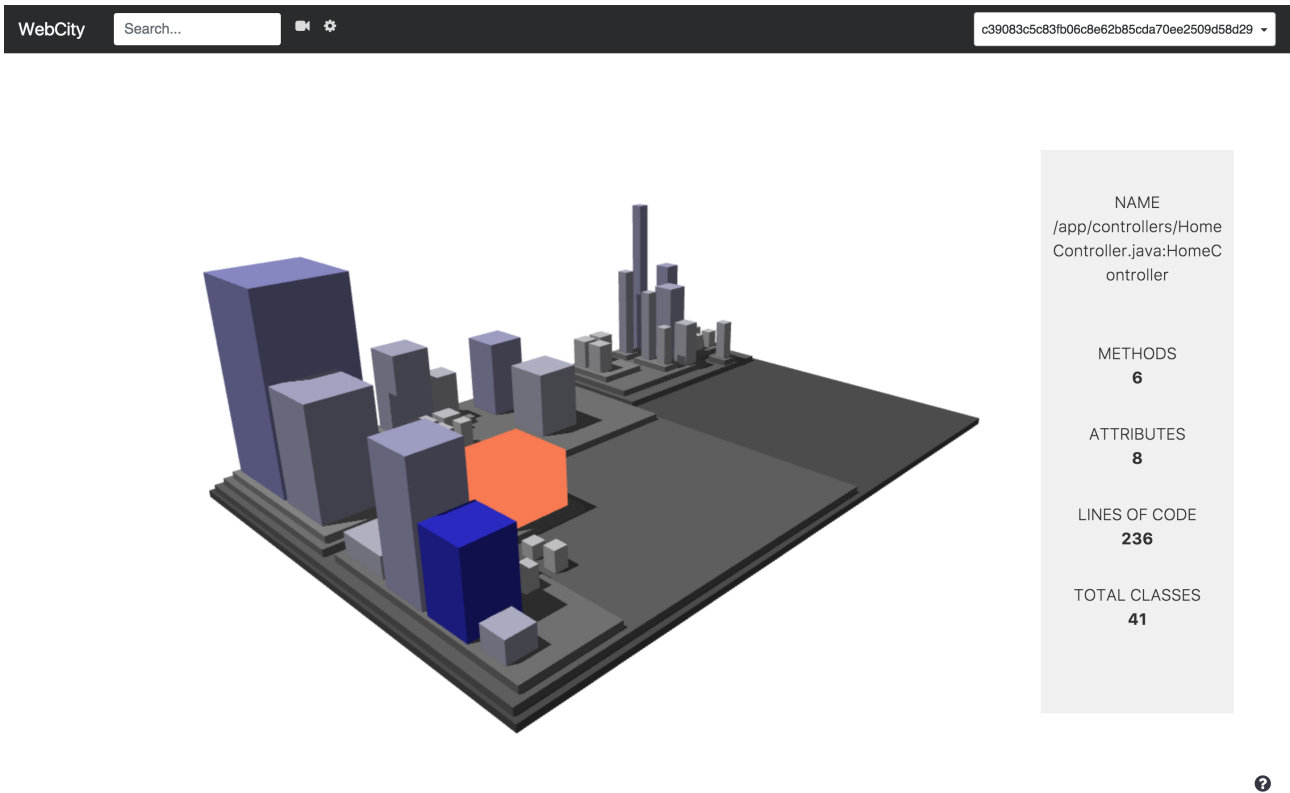 WebCity
Search...
c39083c5c83fb06c8e62b85cda70ee2509d58d29
NAME
/app/controllers/Home
Controller.java:HomeC
ontroller
METHODS
6
ATTRIBUTES
8
LINES OF CODE
236
TOTAL CLASSES
41
?